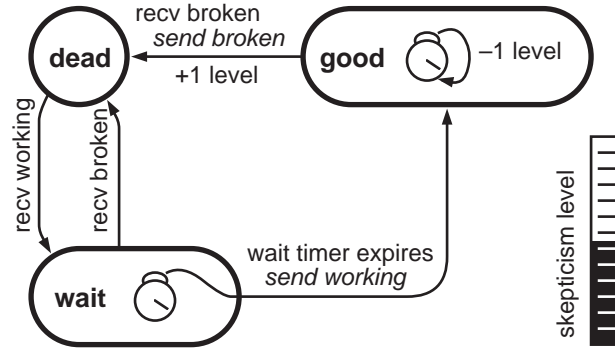 recv broken
send broken
+1 level
dead
good
–1 level
recv working
recv broken
wait timer expires
send working
wait
skepticism level